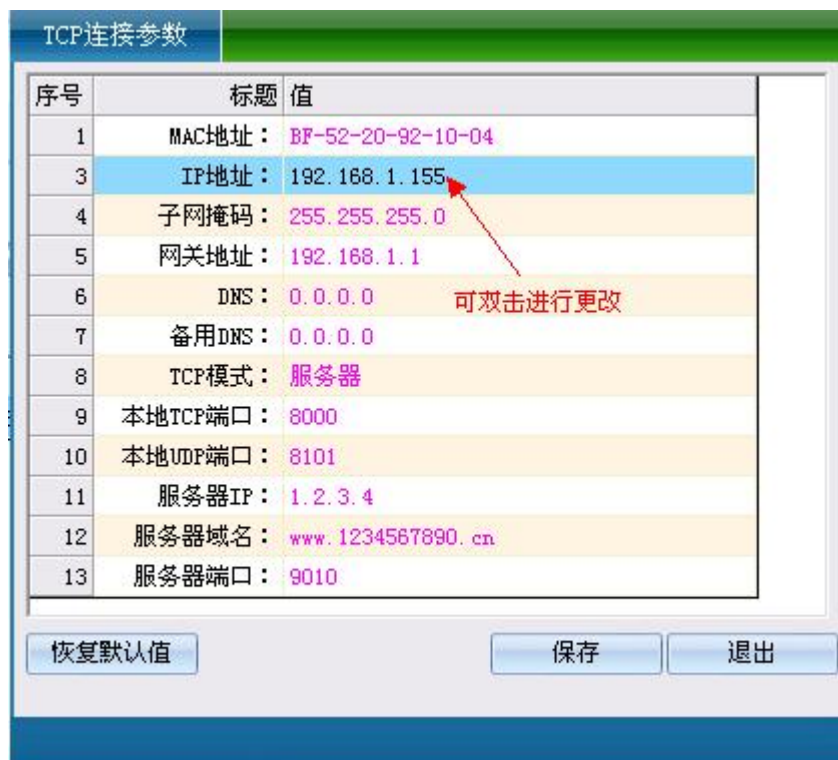 TCP连接参数
序号 标题 值
1 MAC地址： BF-52-20-92-10-04
3 IP地址： 192.168.1.155
4 子网掩码： 255.255.255.0
5 网关地址： 192.168.1.1
6 DNS： 0.0.0.0
可双击进行更改
7 备用DNS： 0.0.0.0
8 TCP模式： 服务器
9 本地TCP端口： 8000
10 本地UDP端口： 8101
11 服务器IP： 1.2.3.4
12 服务器域名： www.1234567890.cn
13 服务器端口： 9010
恢复默认值 保存 退出